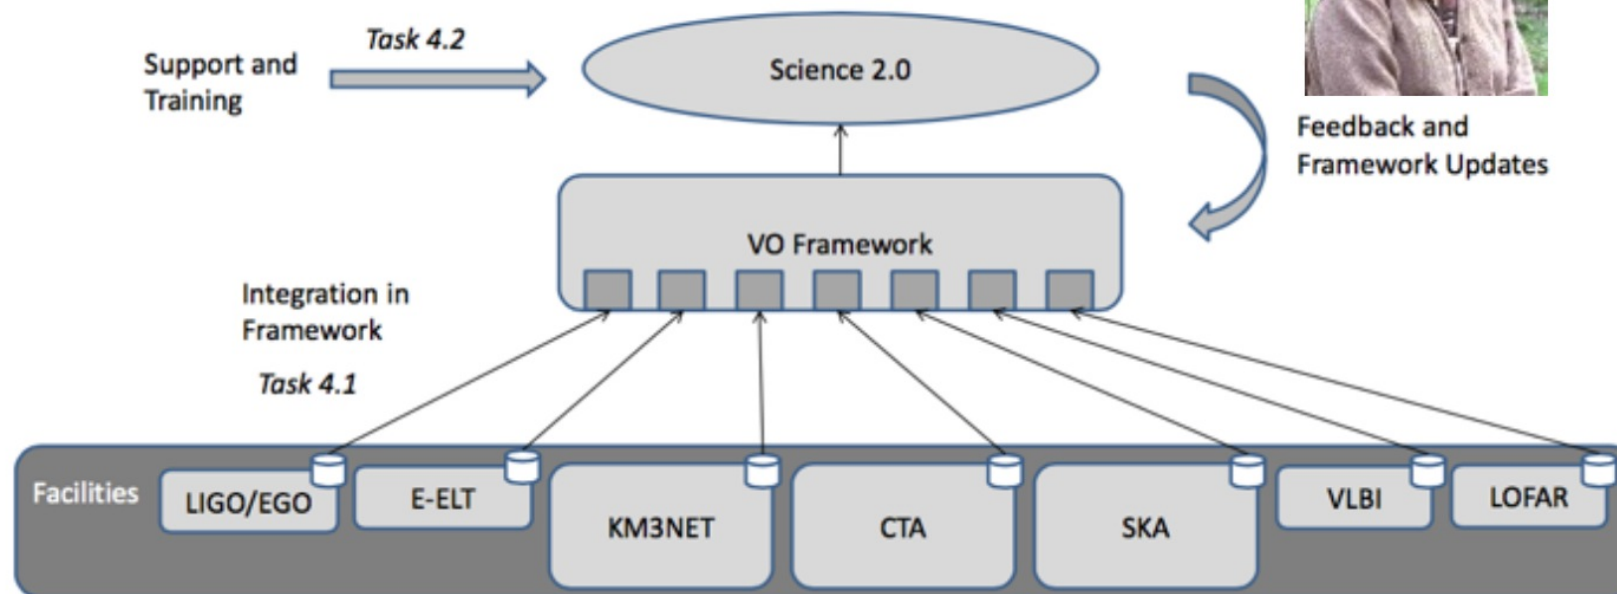 Task 4.2
Support and
Training
Science 2.0
Feedback and
Framework Updates
VO Framework
Integration in
Framework
Task 4.1
Facilities
LIGO/EGO
E-ELT
KM3NET
CTA
SKA
VLBI
LOFAR